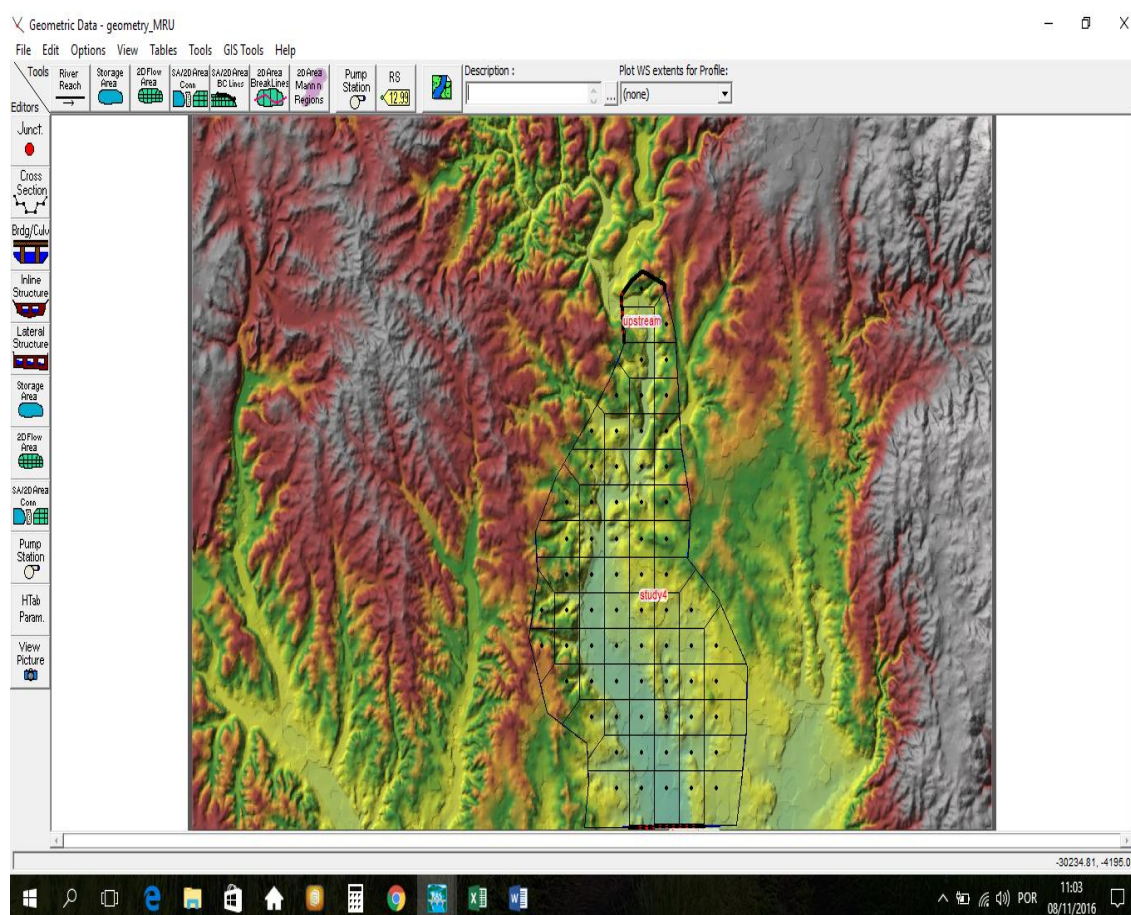 Geometric Data - geometry_MRU
File Edit Options View Tables Tools GIS Tools Help
Tools
Editors
River
Reach
Storage
Area
2D Flow
Area
SA/2D Area
Conn
SA/2D Area
BC Lines
2D Area
BreakLines
2D Area
Mann n
Regions
Pump
Station
RS
12.99
Description :
...
Plot WS extents for Profile:
(none)
Junct.
Cross
Section
Brdg/Culv
Inline
Structure
Lateral
Structure
Storage
Area
2D Flow
Area
SA/2D Area
Conn
Pump
Station
HTab
Param.
View
Picture
upstream
study4
-30234.81, -4195.0
POR
11:03
08/11/2016